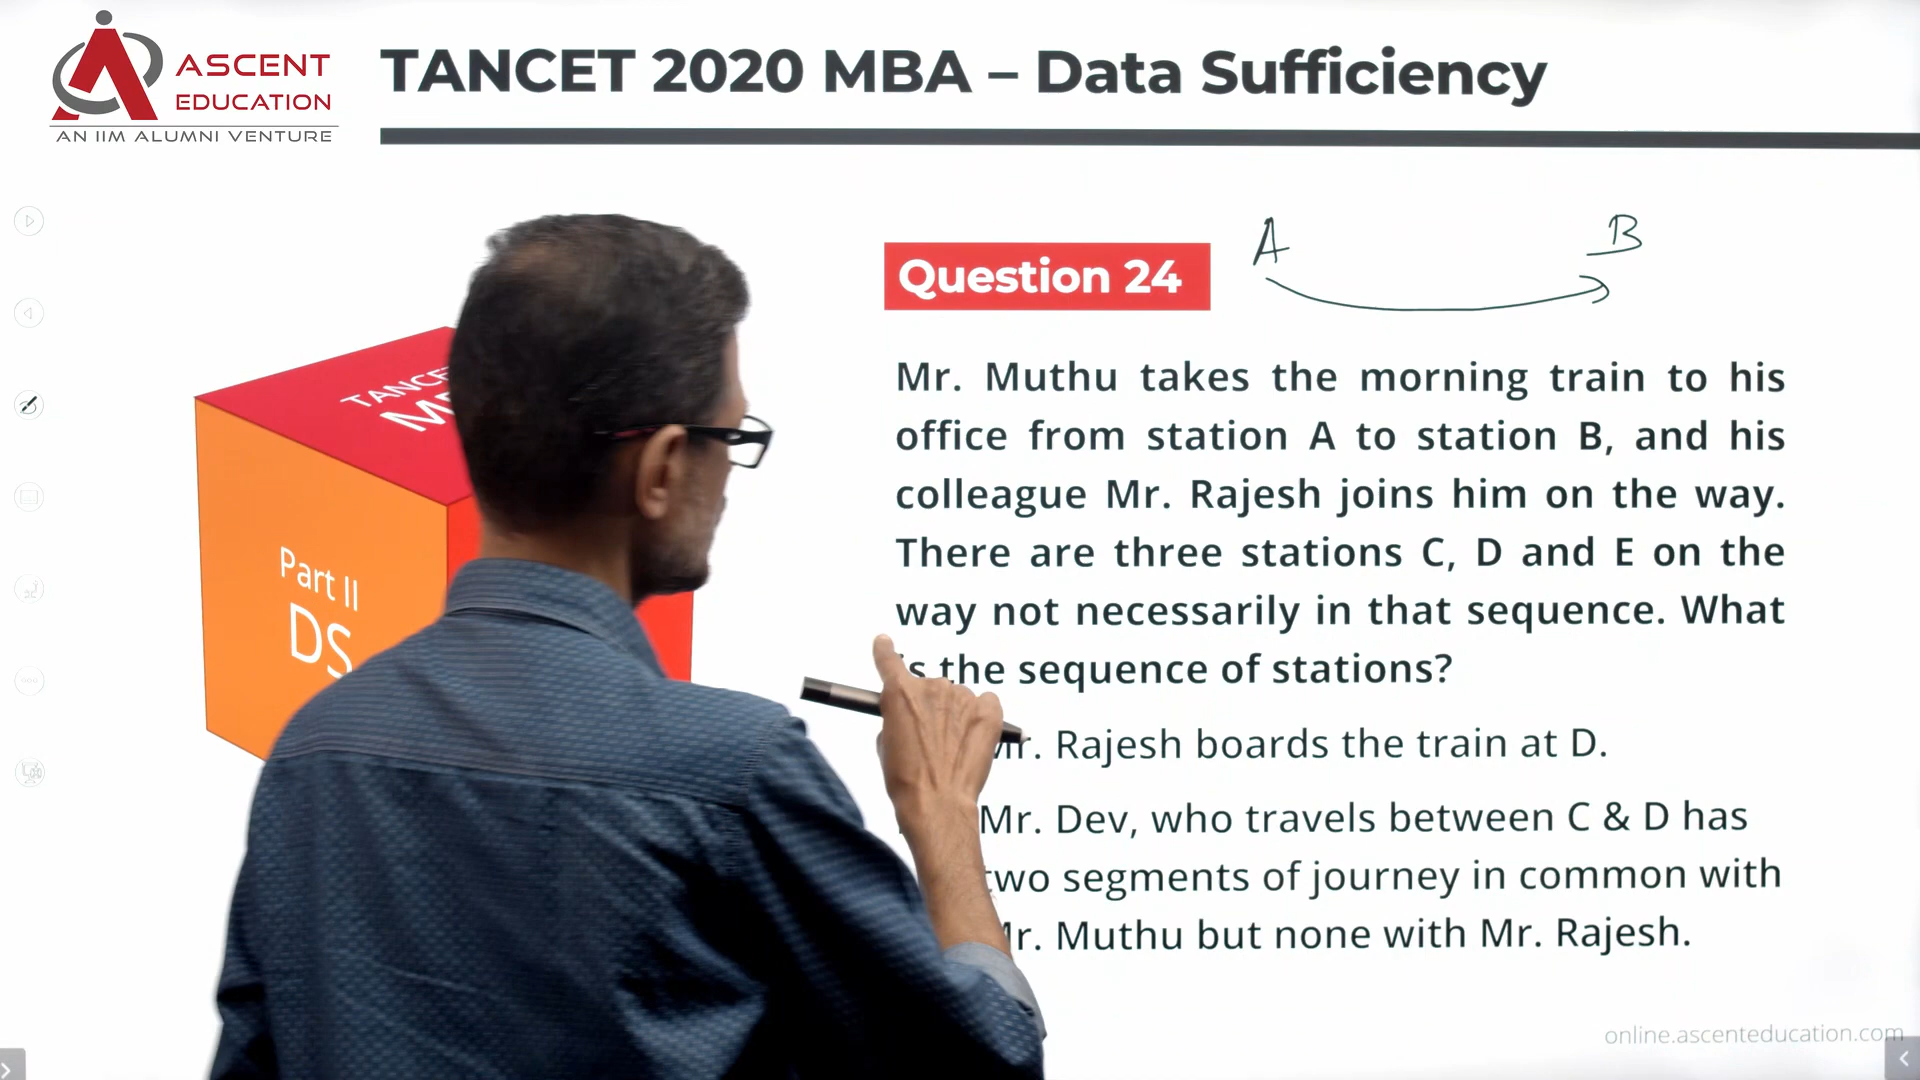 ASCENT
EDUCATION
AN IIM ALUMNI VENTURE
TANCET 2020 MBA – Data Sufficiency
A B
Question 24
Mr. Muthu takes the morning train to his
office from station A to station B, and his
colleague Mr. Rajesh joins him on the way.
There are three stations C, D and E on the
way not necessarily in that sequence. What
is the sequence of stations?
Mr. Rajesh boards the train at D.
Mr. Dev, who travels between C & D has
two segments of journey in common with
Mr. Muthu but none with Mr. Rajesh.
Part II
DS
online.ascenteducation.com